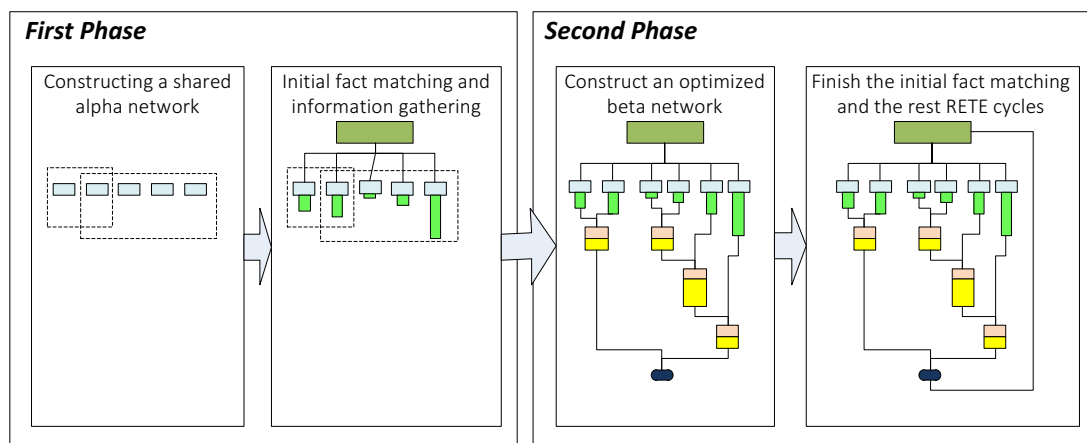 First Phase
Constructing a shared
alpha network
Initial fact matching and
information gathering
Second Phase
Construct an optimized
beta network
Finish the initial fact matching
and the rest RETE cycles